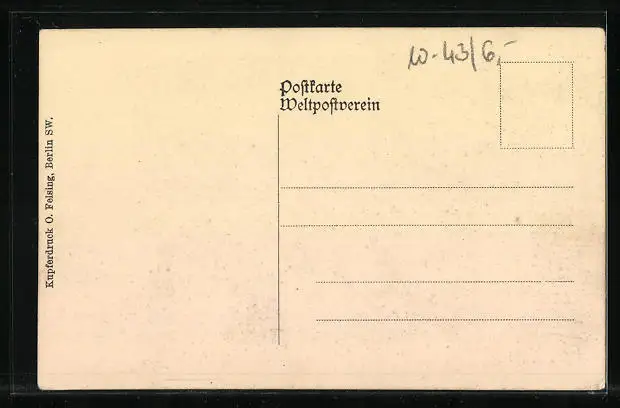 w-43/6,-
Postkarte
Weltpostverein
Kupferdruck O. Felsing, Berlin SW.